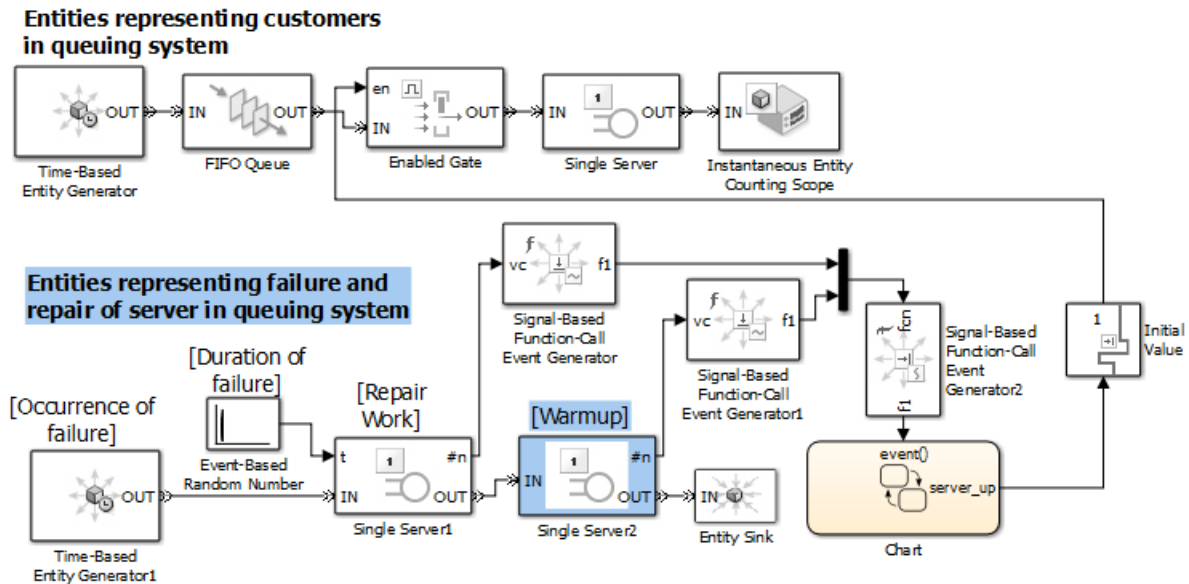 Entities representing customers
in queuing system
OUT
Time-Based
Entity Generator
IN
OUT
FIFO Queue
en
IN
OUT
Enabled Gate
1
IN
OUT
Single Server
IN
Instantaneous Entity
Counting Scope
Entities representing failure and
repair of server in queuing system
f
vc
f1
Signal-Based
Function-Call
Event Generator
f
vc
f1
Signal-Based
Function-Call
Event Generator1
fcn
f1
Signal-Based
Function-Call
Event
Generator2
1
Initial
Value
[Occurrence of
failure]
OUT
Time-Based
Entity Generator1
[Duration of
failure]
Event-Based
Random Number
[Repair
Work]
t
1
#n
IN
OUT
Single Server1
[Warmup]
1
#n
IN
OUT
Single Server2
IN
Entity Sink
event()
server_up
Chart